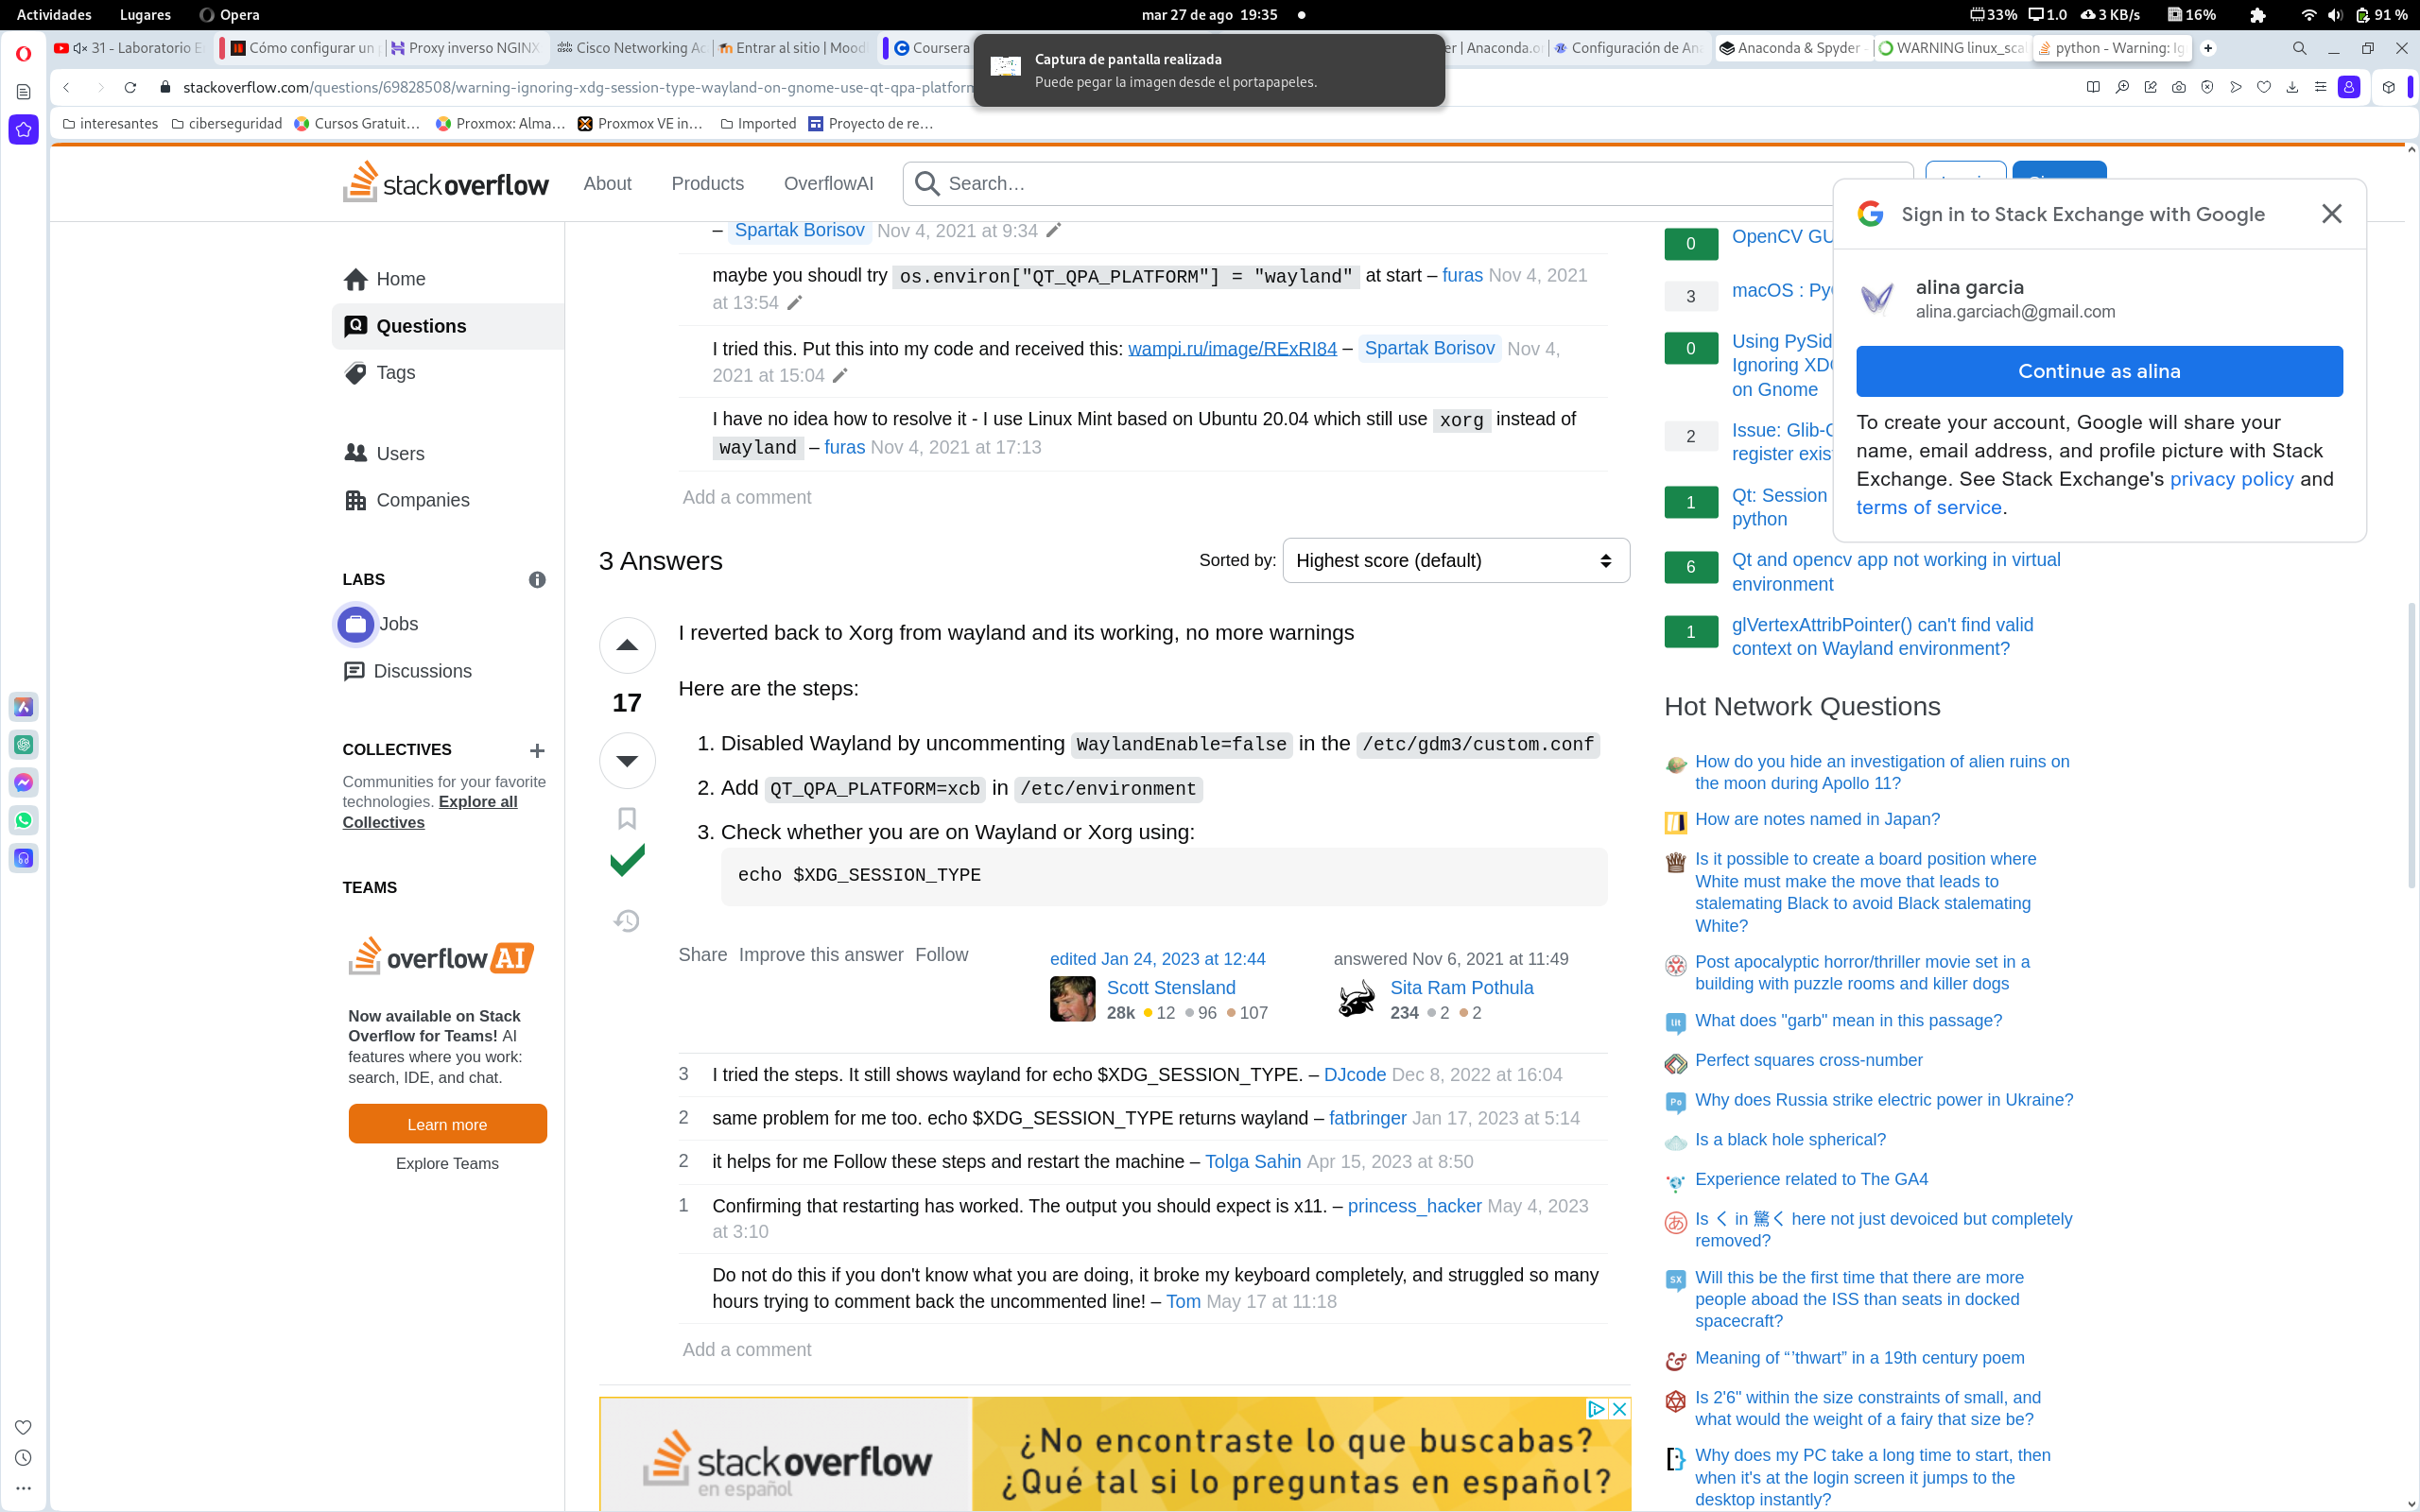 Actividades Lugares Opera mar 27 de ago 19:35 33% 1.0 3 KB/s 16% 91 %
31 - Laboratorio E Cómo configurar un Proxy inverso NGINX Cisco Networking Ac Entrar al sitio | Mood Coursera er | Anaconda.o Configuración de An Anaconda & Spyder WARNING linux_sca python - Warning: Ig
Captura de pantalla realizada
Puede pegar la imagen desde el portapapeles.
stackoverflow.com/questions/69828508/warning-ignoring-xdg-session-type-wayland-on-gnome-use-qt-qpa-platforn
interesantes ciberseguridad Cursos Gratuit... Proxmox: Alma... Proxmox VE in... Imported Proyecto de re...
stackoverflow About Products OverflowAI Search...
Sign in to Stack Exchange with Google
alina garcia
alina.garciach@gmail.com
Continue as alina
To create your account, Google will share your
name, email address, and profile picture with Stack
Exchange. See Stack Exchange's privacy policy and
terms of service.
Home
Questions
Tags
Users
Companies
LABS
Jobs
Discussions
COLLECTIVES
Communities for your favorite
technologies. Explore all
Collectives
TEAMS
overflow AI
Now available on Stack
Overflow for Teams! AI
features where you work:
search, IDE, and chat.
Learn more
Explore Teams
– Spartak Borisov Nov 4, 2021 at 9:34
maybe you shoudl try os.environ["QT_QPA_PLATFORM"] = "wayland" at start – furas Nov 4, 2021
at 13:54
I tried this. Put this into my code and received this: wampi.ru/image/RExRI84 – Spartak Borisov Nov 4,
2021 at 15:04
I have no idea how to resolve it - I use Linux Mint based on Ubuntu 20.04 which still use xorg instead of
wayland – furas Nov 4, 2021 at 17:13
Add a comment
3 Answers
Sorted by: Highest score (default)
17
I reverted back to Xorg from wayland and its working, no more warnings
Here are the steps:
1. Disabled Wayland by uncommenting WaylandEnable=false in the /etc/gdm3/custom.conf
2. Add QT_QPA_PLATFORM=xcb in /etc/environment
3. Check whether you are on Wayland or Xorg using:
echo $XDG_SESSION_TYPE
Share Improve this answer Follow
edited Jan 24, 2023 at 12:44
Scott Stensland
28k 12 96 107
answered Nov 6, 2021 at 11:49
Sita Ram Pothula
234 2 2
3 I tried the steps. It still shows wayland for echo $XDG_SESSION_TYPE. – DJcode Dec 8, 2022 at 16:04
2 same problem for me too. echo $XDG_SESSION_TYPE returns wayland – fatbringer Jan 17, 2023 at 5:14
2 it helps for me Follow these steps and restart the machine – Tolga Sahin Apr 15, 2023 at 8:50
1 Confirming that restarting has worked. The output you should expect is x11. – princess_hacker May 4, 2023
at 3:10
Do not do this if you don't know what you are doing, it broke my keyboard completely, and struggled so many
hours trying to comment back the uncommented line! – Tom May 17 at 11:18
Add a comment
stackoverflow
en español
¿No encontraste lo que buscabas?
¿Qué tal si lo preguntas en español?
0 OpenCV GU
3 macOS : Py
0 Using PySid
Ignoring XD
on Gnome
2 Issue: Glib-
register exis
1 Qt: Session
python
6 Qt and opencv app not working in virtual
environment
1 glVertexAttribPointer() can't find valid
context on Wayland environment?
Hot Network Questions
How do you hide an investigation of alien ruins on
the moon during Apollo 11?
How are notes named in Japan?
Is it possible to create a board position where
White must make the move that leads to
stalemating Black to avoid Black stalemating
White?
Post apocalyptic horror/thriller movie set in a
building with puzzle rooms and killer dogs
What does "garb" mean in this passage?
Perfect squares cross-number
Why does Russia strike electric power in Ukraine?
Is a black hole spherical?
Experience related to The GA4
Is く in 驚く here not just devoiced but completely
removed?
Will this be the first time that there are more
people aboad the ISS than seats in docked
spacecraft?
Meaning of “'thwart” in a 19th century poem
Is 2'6" within the size constraints of small, and
what would the weight of a fairy that size be?
Why does my PC take a long time to start, then
when it's at the login screen it jumps to the
desktop instantly?